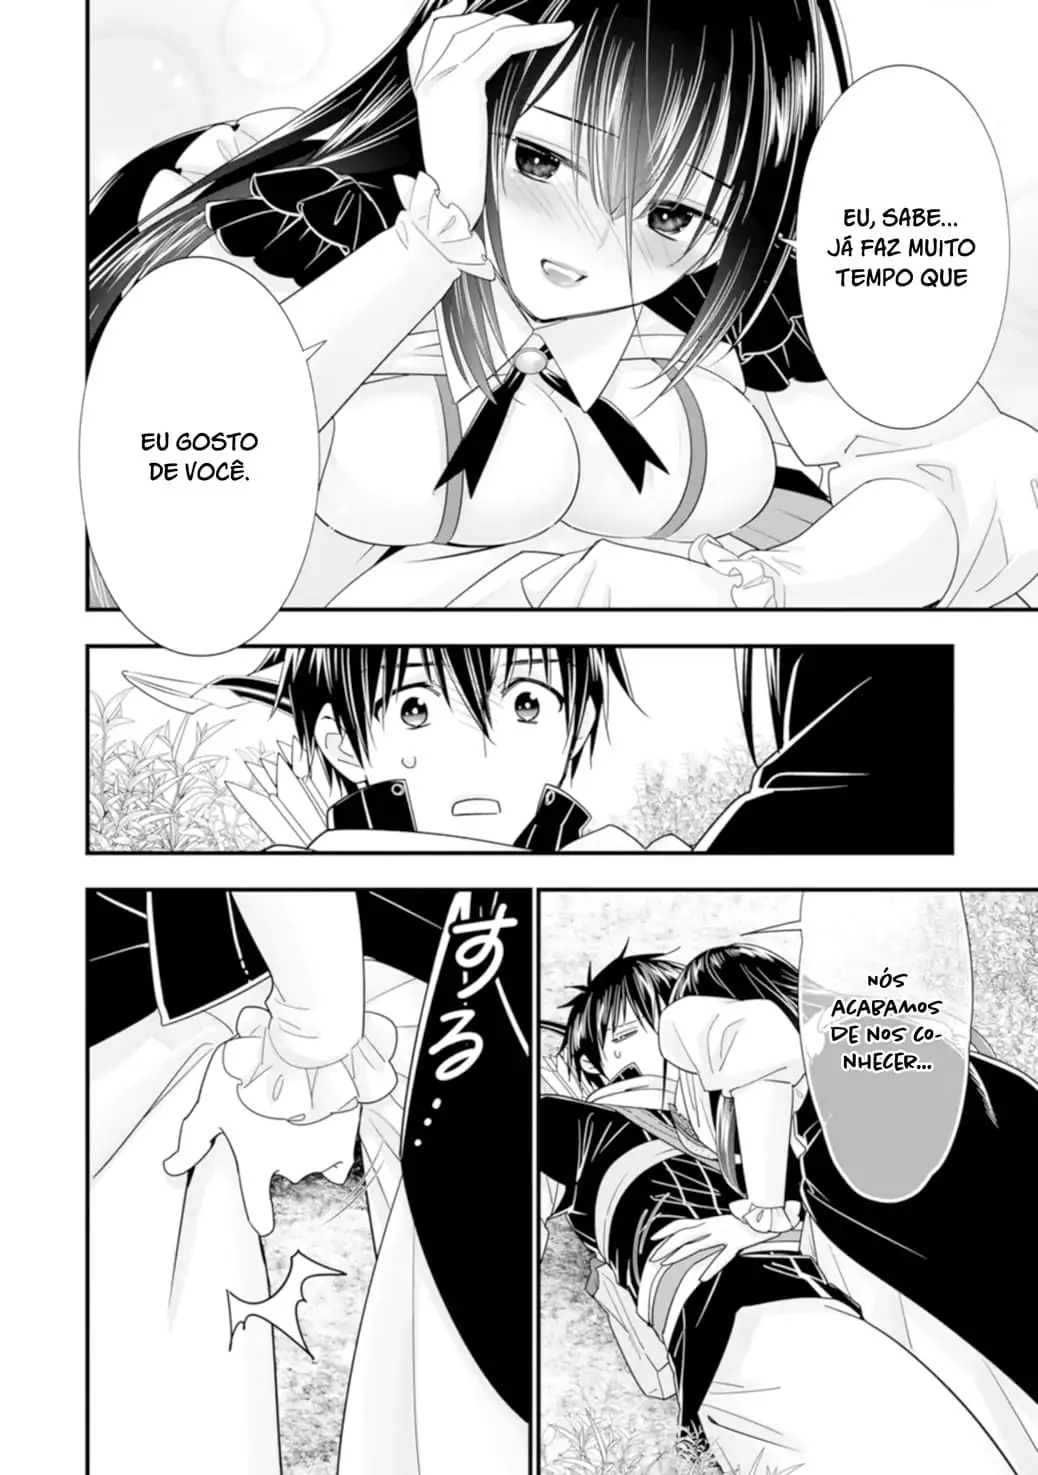 EU, SABE...
JÁ FAZ MUITO
TEMPO QUE
EU GOSTO
DE VOCÊ.
NÓS
ACABAMOS
DE NOS CO-
NHECER...
す～る…